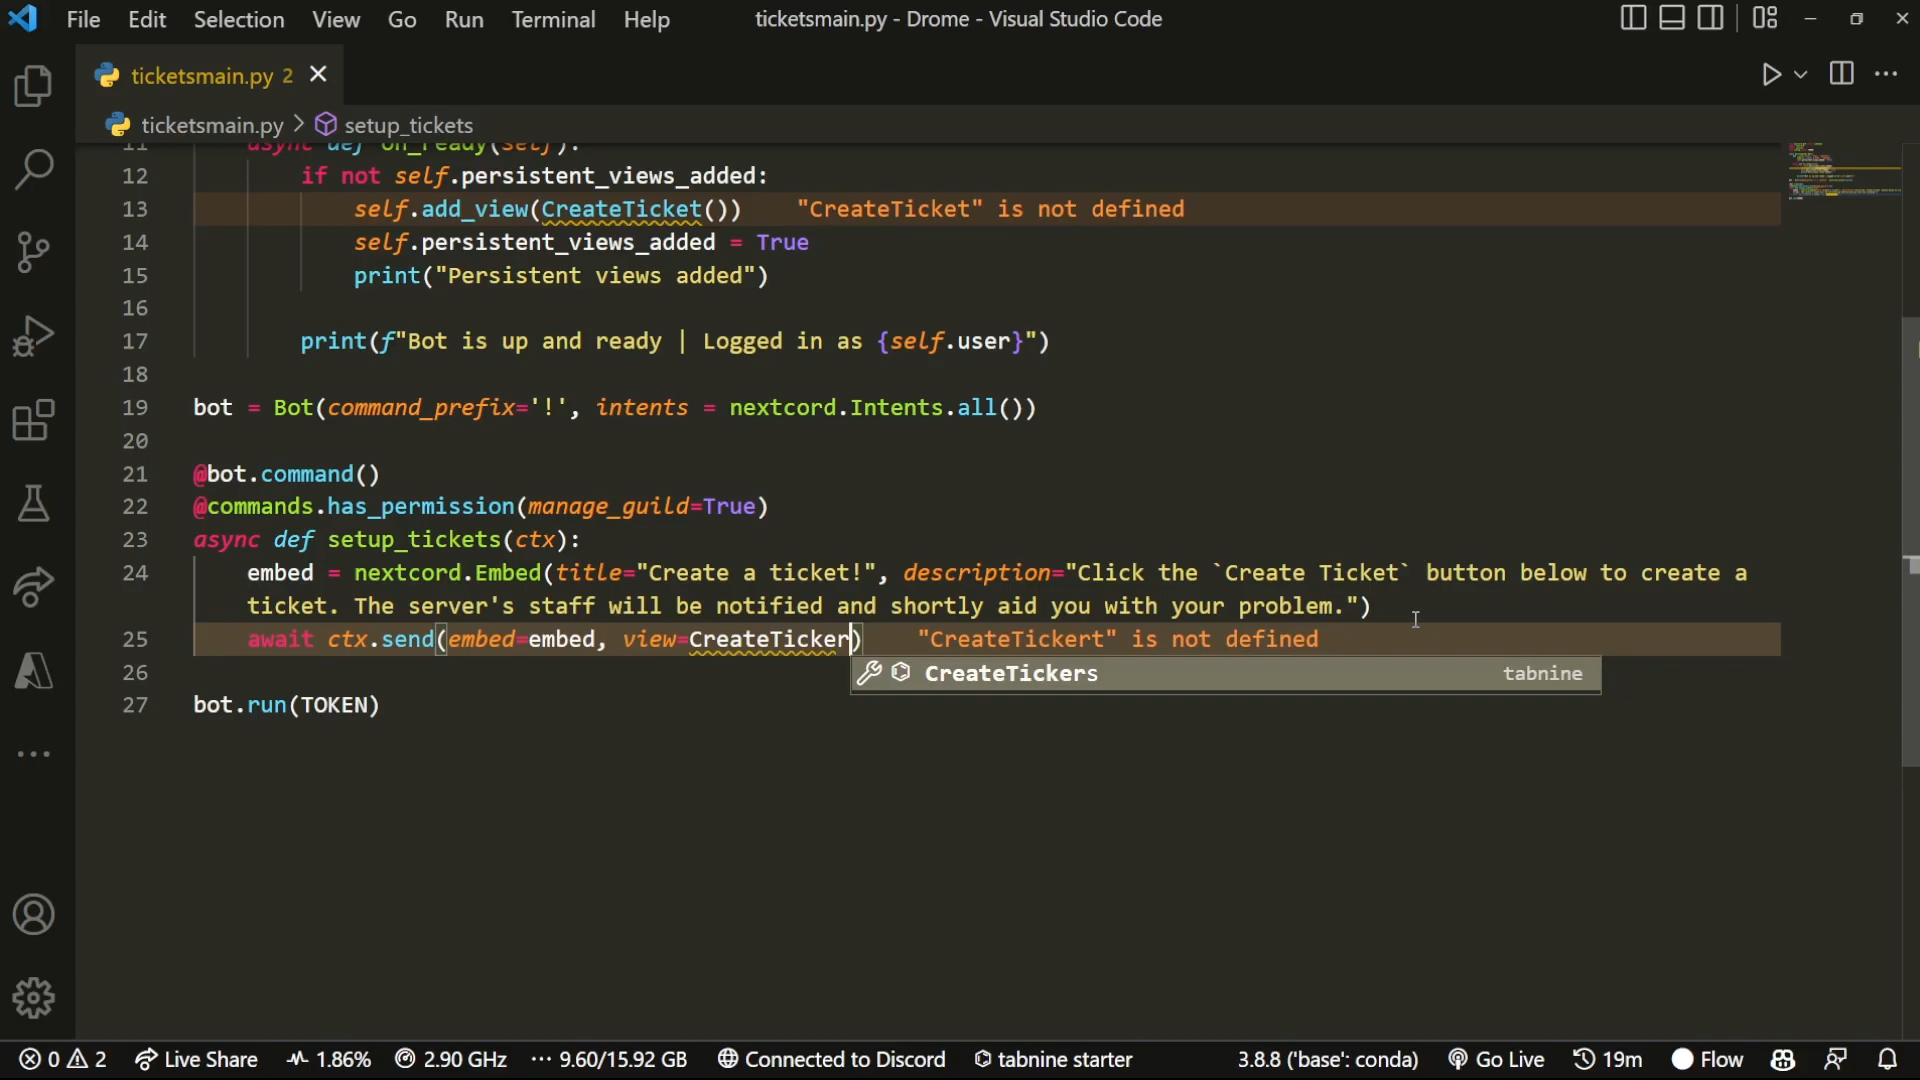 File Edit Selection View Go Run Terminal Help ticketsmain.py - Drome - Visual Studio Code
ticketsmain.py 2
ticketsmain.py > setup_tickets
11 async def on_ready(self):
12 if not self.persistent_views_added:
13 self.add_view(CreateTicket()) "CreateTicket" is not defined
14 self.persistent_views_added = True
15 print("Persistent views added")
16
17 print(f"Bot is up and ready | Logged in as {self.user}")
18
19 bot = Bot(command_prefix='!', intents = nextcord.Intents.all())
20
21 @bot.command()
22 @commands.has_permission(manage_guild=True)
23 async def setup_tickets(ctx):
24 embed = nextcord.Embed(title="Create a ticket!", description="Click the `Create Ticket` button below to create a
ticket. The server's staff will be notified and shortly aid you with your problem.")
25 await ctx.send(embed=embed, view=CreateTicker) "CreateTickert" is not defined
CreateTickers tabnine
26
27 bot.run(TOKEN)
0 2 Live Share 1.86% 2.90 GHz 9.60/15.92 GB Connected to Discord tabnine starter 3.8.8 ('base': conda) Go Live 19m Flow